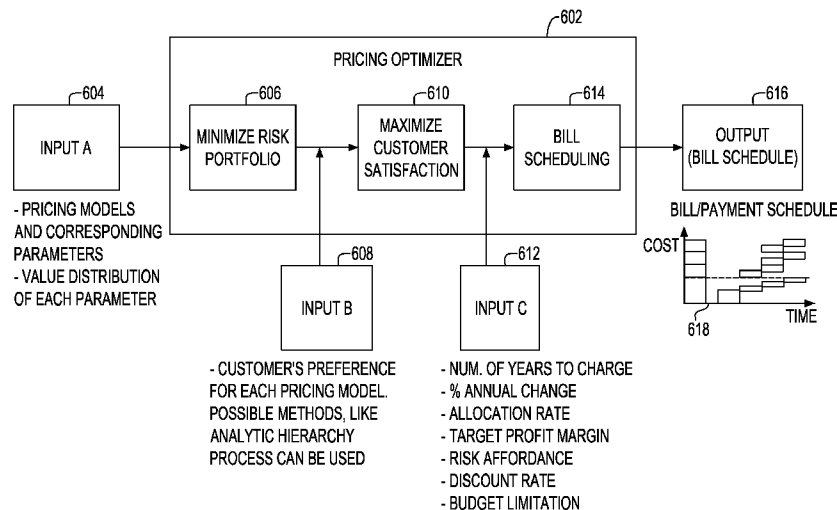 602
PRICING OPTIMIZER
604
INPUT A
606
MINIMIZE RISK
PORTFOLIO
610
MAXIMIZE
CUSTOMER
SATISFACTION
614
BILL
SCHEDULING
616
OUTPUT
(BILL SCHEDULE)
- PRICING MODELS
AND CORRESPONDING
PARAMETERS
- VALUE DISTRIBUTION
OF EACH PARAMETER
608
INPUT B
- CUSTOMER'S PREFERENCE
FOR EACH PRICING MODEL.
POSSIBLE METHODS, LIKE
ANALYTIC HIERARCHY
PROCESS CAN BE USED
612
INPUT C
- NUM. OF YEARS TO CHARGE
- % ANNUAL CHANGE
- ALLOCATION RATE
- TARGET PROFIT MARGIN
- RISK AFFORDANCE
- DISCOUNT RATE
- BUDGET LIMITATION
BILL/PAYMENT SCHEDULE
COST
618
TIME